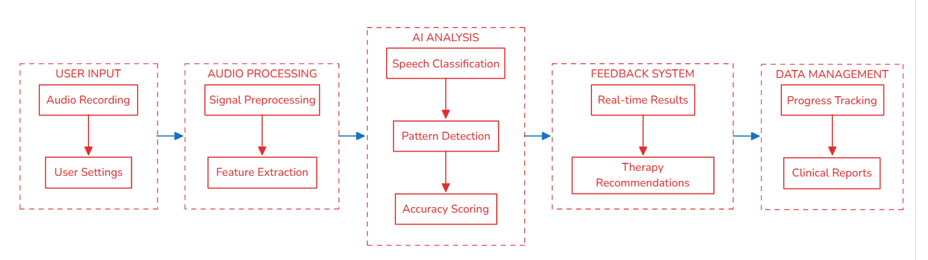 USER INPUT
Audio Recording
User Settings
AUDIO PROCESSING
Signal Preprocessing
Feature Extraction
AI ANALYSIS
Speech Classification
Pattern Detection
Accuracy Scoring
FEEDBACK SYSTEM
Real-time Results
Therapy
Recommendations
DATA MANAGEMENT
Progress Tracking
Clinical Reports